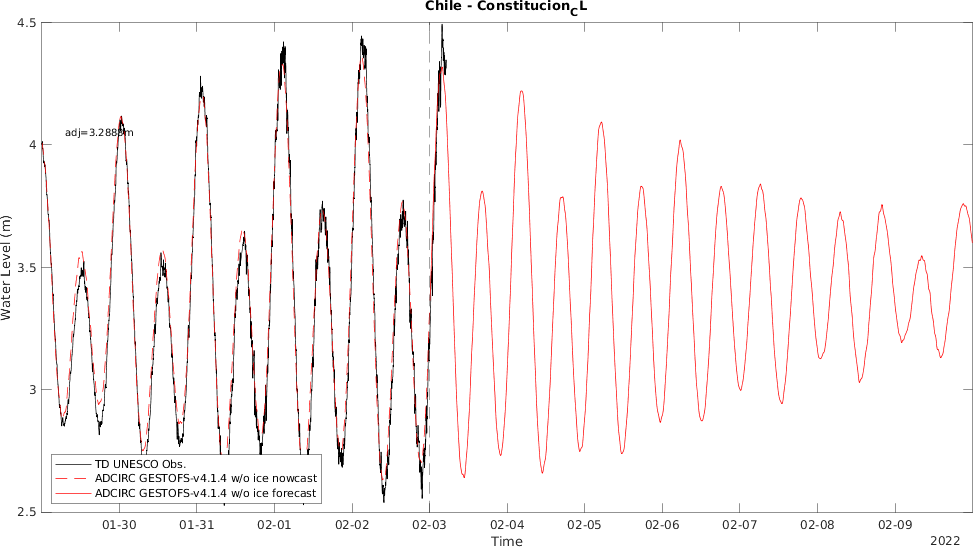 Chile - Constitucion_CL
4.5
4
3.5
3
2.5
Water Level (m)
adj=3.2888m
TD UNESCO Obs.
ADCIRC GESTOFS-v4.1.4 w/o ice nowcast
ADCIRC GESTOFS-v4.1.4 w/o ice forecast
01-30 01-31 02-01 02-02 02-03 02-04 02-05 02-06 02-07 02-08 02-09
Time
2022